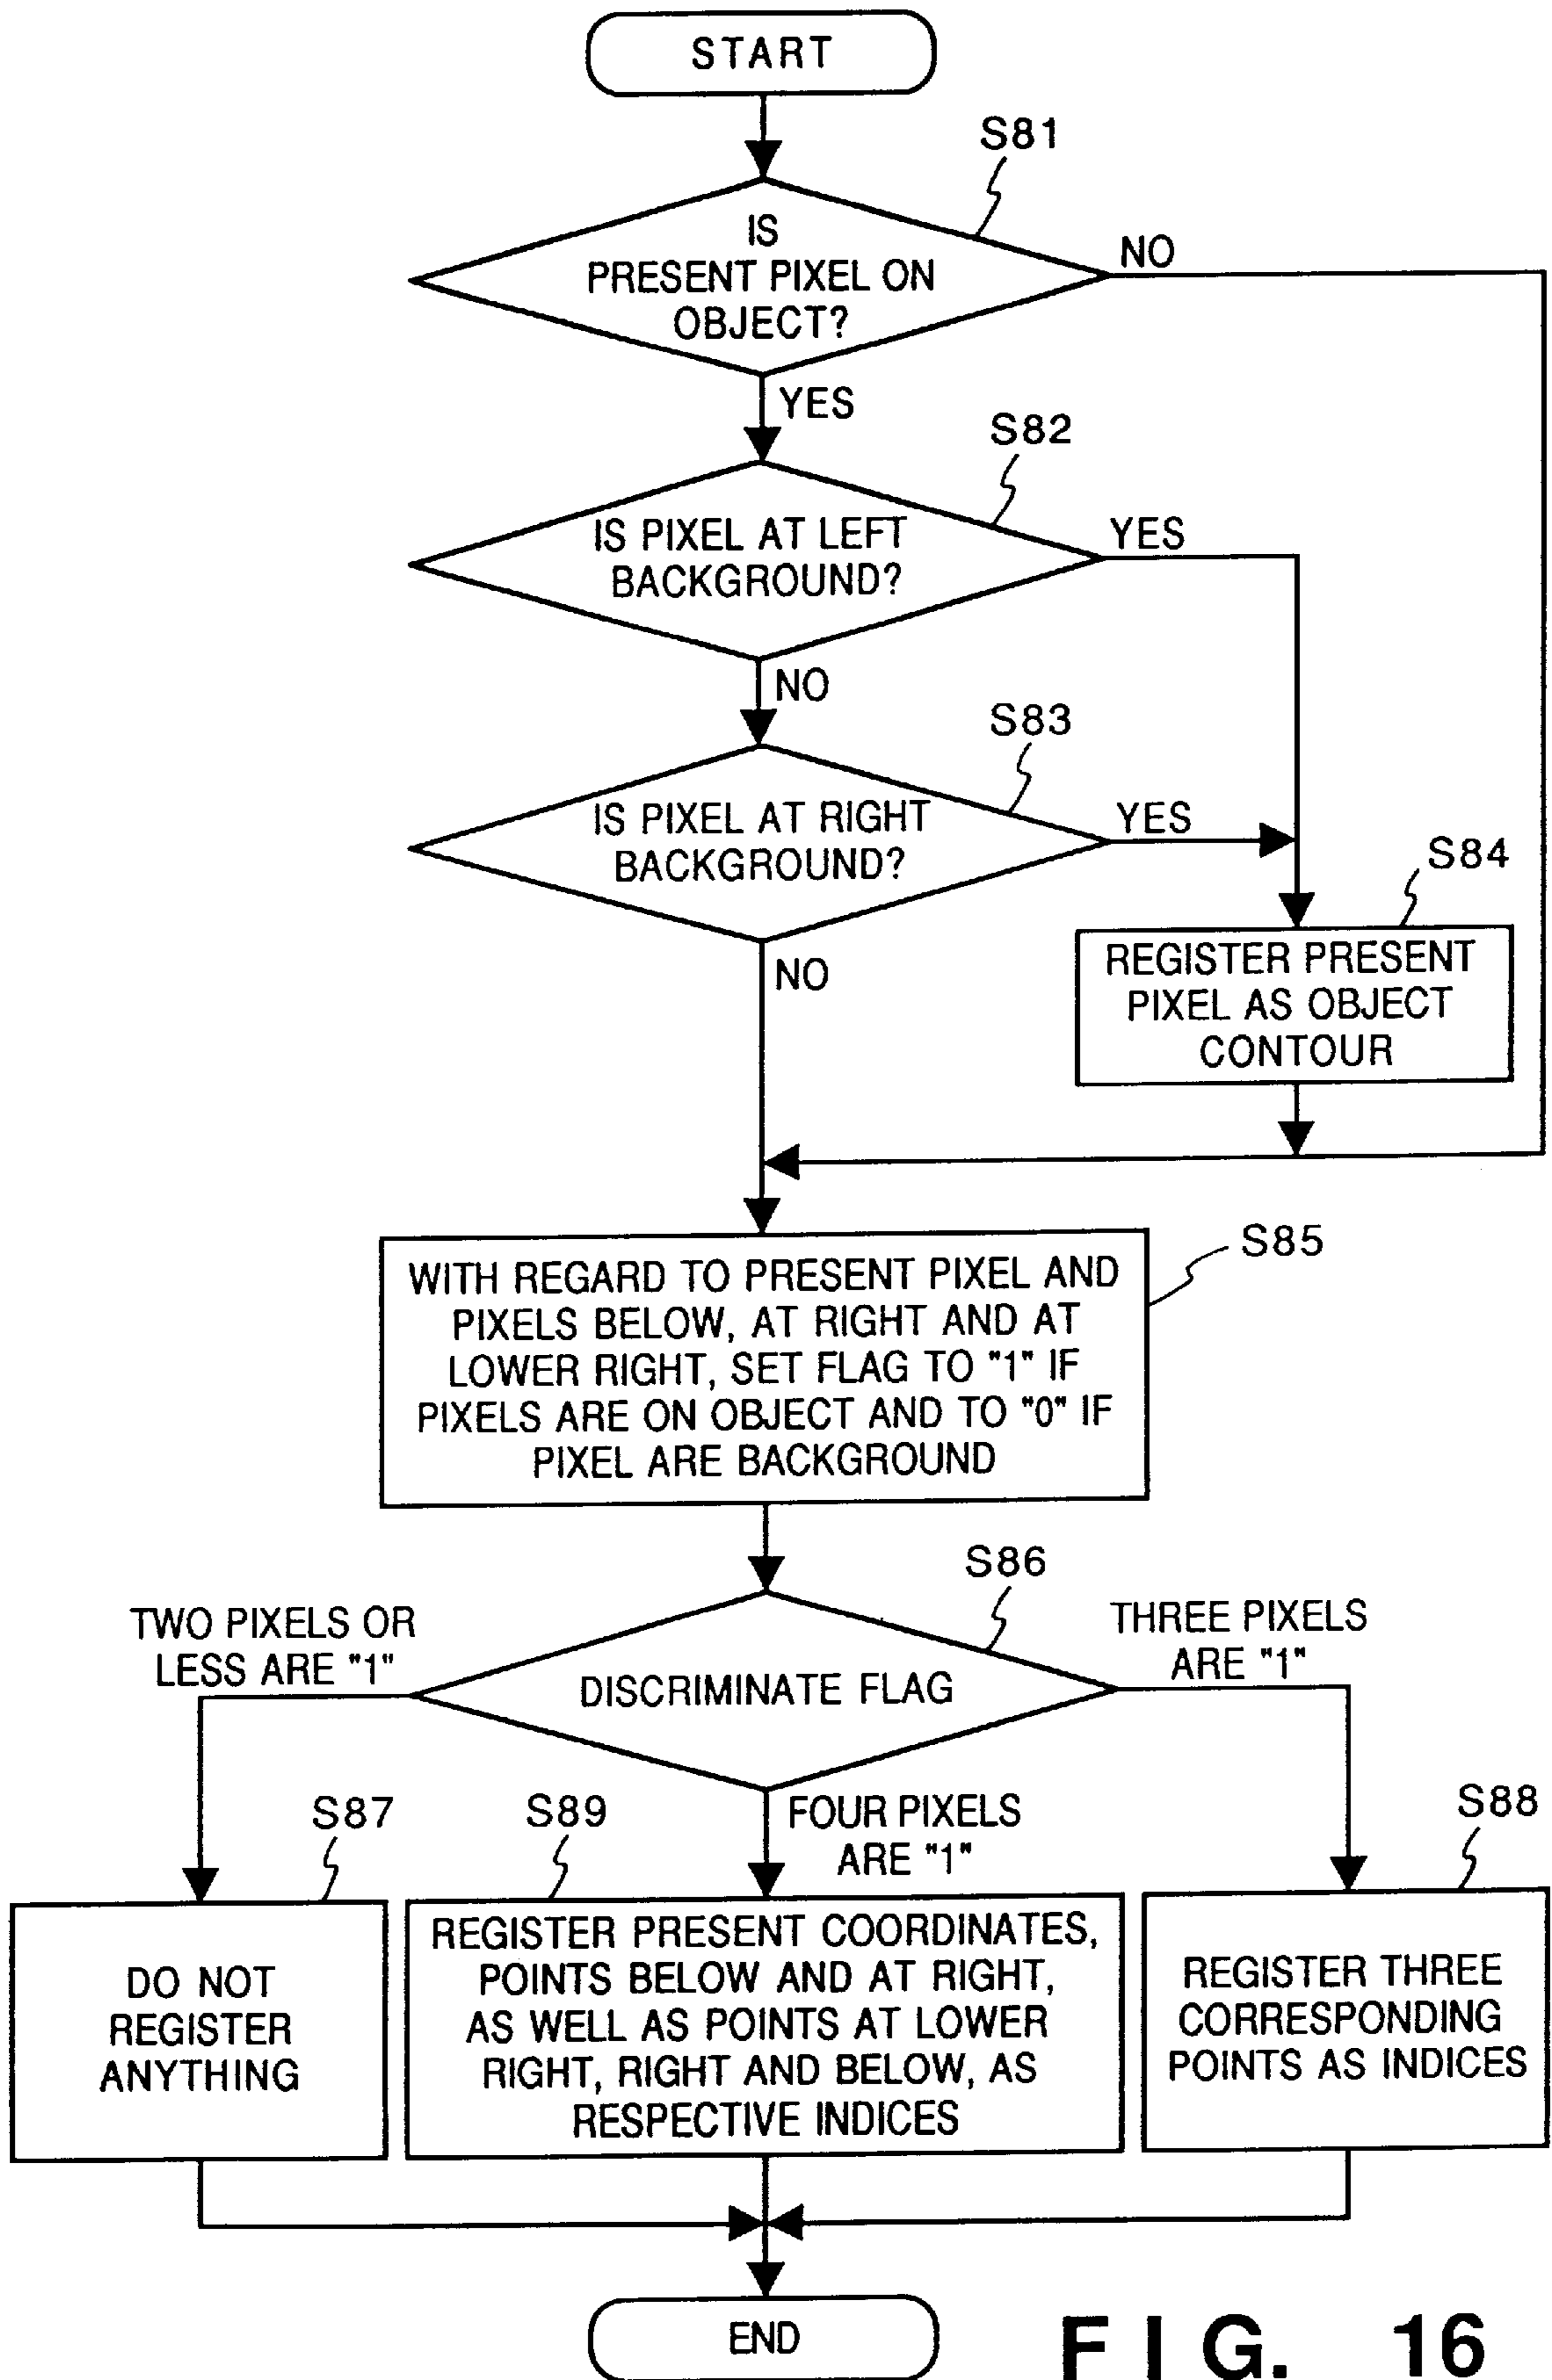 START
S81
IS
PRESENT PIXEL ON
OBJECT?
NO
YES
S82
IS PIXEL AT LEFT
BACKGROUND?
YES
NO
S83
IS PIXEL AT RIGHT
BACKGROUND?
YES
NO
S84
REGISTER PRESENT
PIXEL AS OBJECT
CONTOUR
S85
WITH REGARD TO PRESENT PIXEL AND
PIXELS BELOW, AT RIGHT AND AT
LOWER RIGHT, SET FLAG TO "1" IF
PIXELS ARE ON OBJECT AND TO "0" IF
PIXEL ARE BACKGROUND
S86
DISCRIMINATE FLAG
TWO PIXELS OR
LESS ARE "1"
THREE PIXELS
ARE "1"
FOUR PIXELS
ARE "1"
S87
DO NOT
REGISTER
ANYTHING
S89
REGISTER PRESENT COORDINATES,
POINTS BELOW AND AT RIGHT,
AS WELL AS POINTS AT LOWER
RIGHT, RIGHT AND BELOW, AS
RESPECTIVE INDICES
S88
REGISTER THREE
CORRESPONDING
POINTS AS INDICES
END
FIG. 16